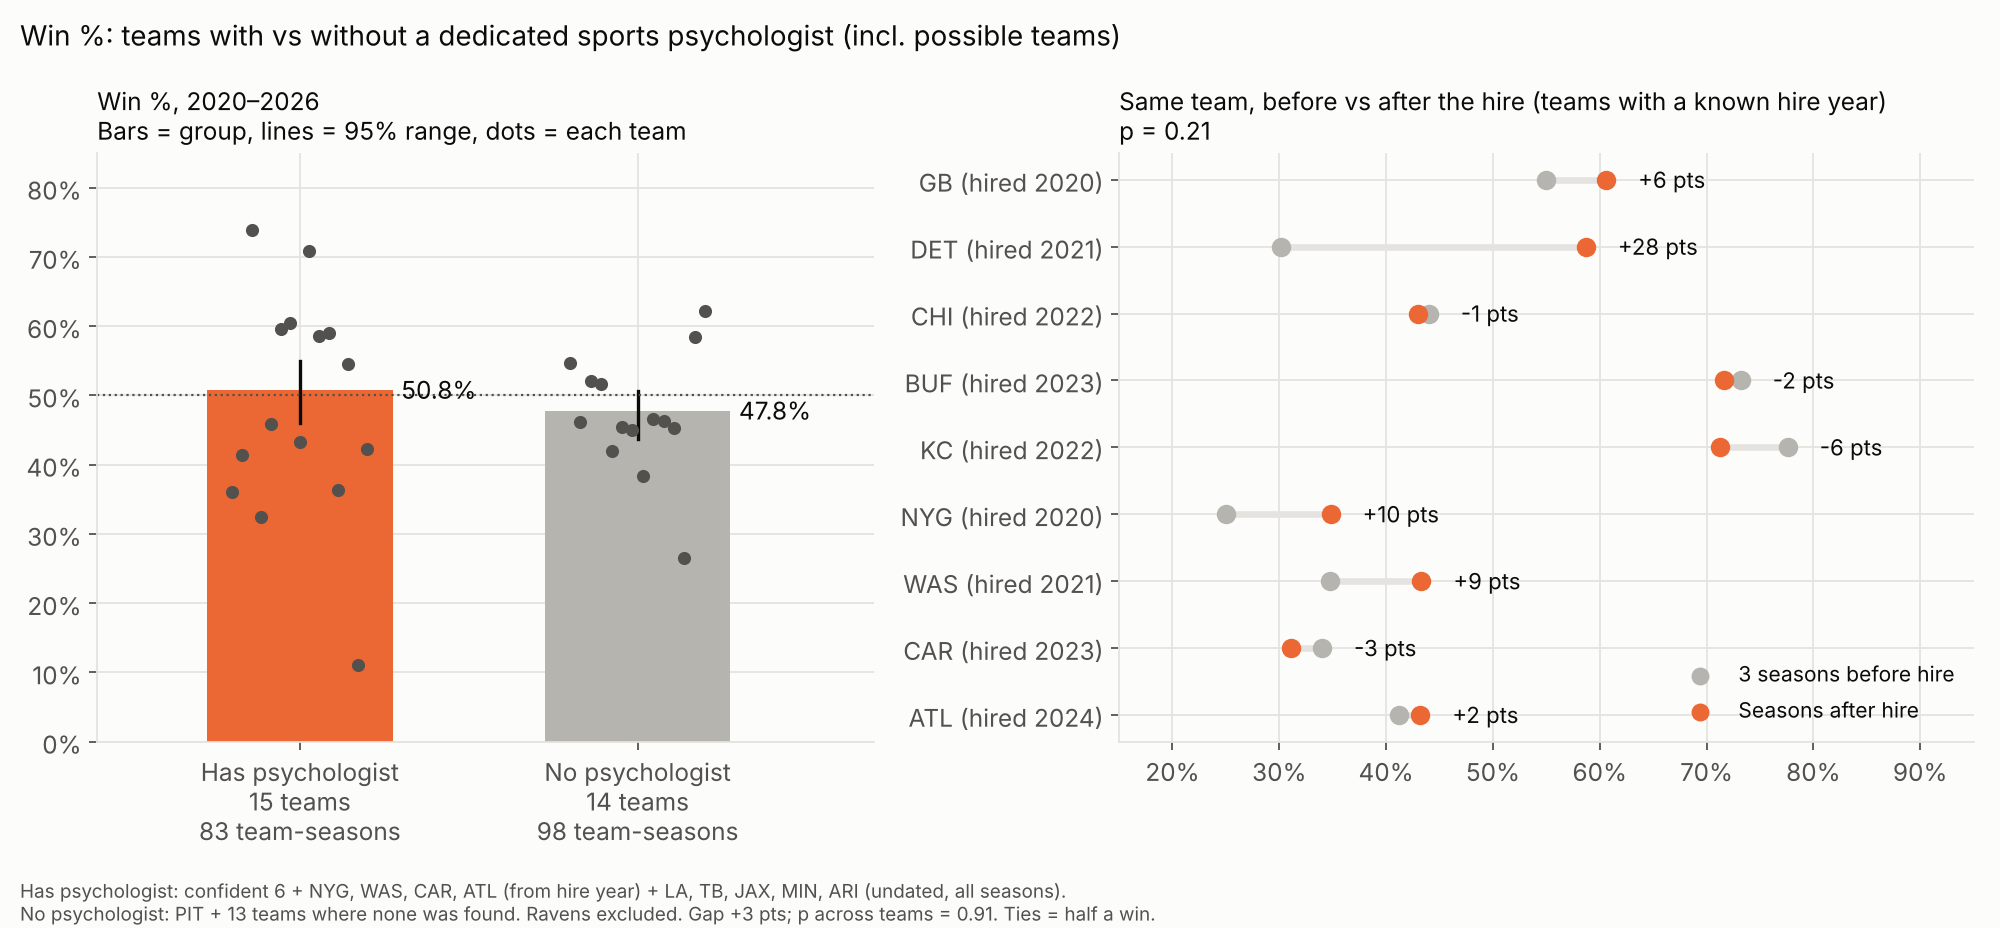 Win %: teams with vs without a dedicated sports psychologist (incl. possible teams)
Win %, 2020–2026
Bars = group, lines = 95% range, dots = each team
80%
70%
60%
50%
40%
30%
20%
10%
0%
50.8%
47.8%
Has psychologist
15 teams
83 team-seasons
No psychologist
14 teams
98 team-seasons
Same team, before vs after the hire (teams with a known hire year)
p = 0.21
GB (hired 2020)
+6 pts
DET (hired 2021)
+28 pts
CHI (hired 2022)
-1 pts
BUF (hired 2023)
-2 pts
KC (hired 2022)
-6 pts
NYG (hired 2020)
+10 pts
WAS (hired 2021)
+9 pts
CAR (hired 2023)
-3 pts
ATL (hired 2024)
+2 pts
3 seasons before hire
Seasons after hire
20% 30% 40% 50% 60% 70% 80% 90%
Has psychologist: confident 6 + NYG, WAS, CAR, ATL (from hire year) + LA, TB, JAX, MIN, ARI (undated, all seasons).
No psychologist: PIT + 13 teams where none was found. Ravens excluded. Gap +3 pts; p across teams = 0.91. Ties = half a win.